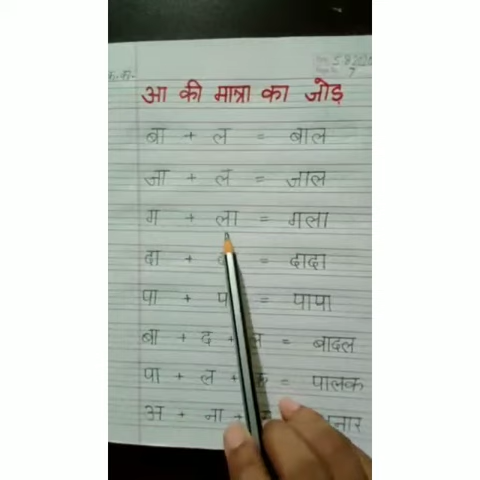 आ की मात्रा का जोड़
बा + ल = बाल
जा + ल = जाल
ग + ला = गला
दा + = दादा
पा + = पापा
बा + द + ल = बादल
पा + ल + क = पालक
अ + ना +